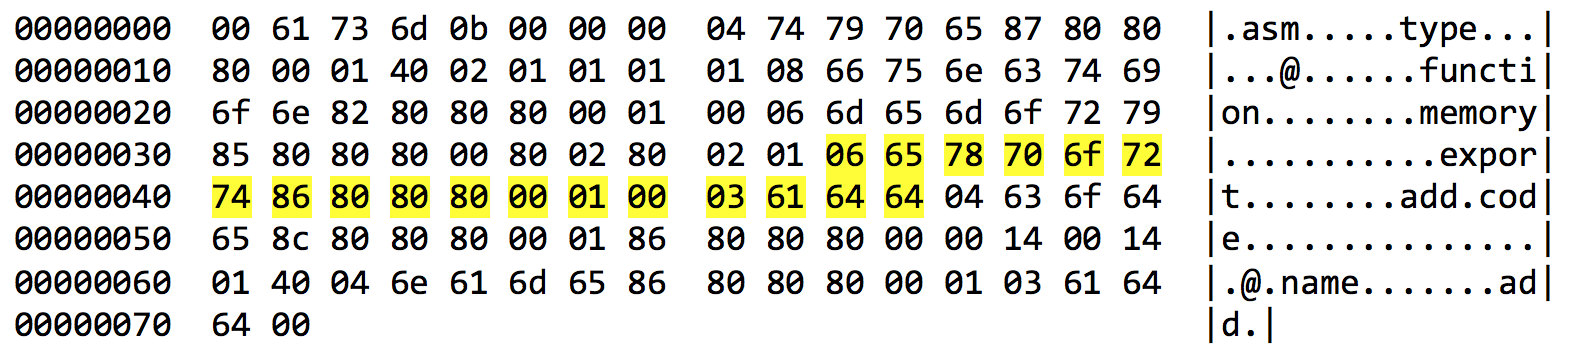 00000000 00 61 73 6d 0b 00 00 00 04 74 79 70 65 87 80 80 |.asm.....type...|
00000010 80 00 01 40 02 01 01 01 01 08 66 75 6e 63 74 69 |...@......functi|
00000020 6f 6e 82 80 80 80 00 01 00 06 6d 65 6d 6f 72 79 |on........memory|
00000030 85 80 80 80 00 80 02 80 02 01 06 65 78 70 6f 72 |...........expor|
00000040 74 86 80 80 80 00 01 00 03 61 64 64 04 63 6f 64 |t........add.cod|
00000050 65 8c 80 80 80 00 01 86 80 80 80 00 00 14 00 14 |e...............|
00000060 01 40 04 6e 61 6d 65 86 80 80 80 00 01 03 61 64 |.@.name.......ad|
00000070 64 00 |d.|